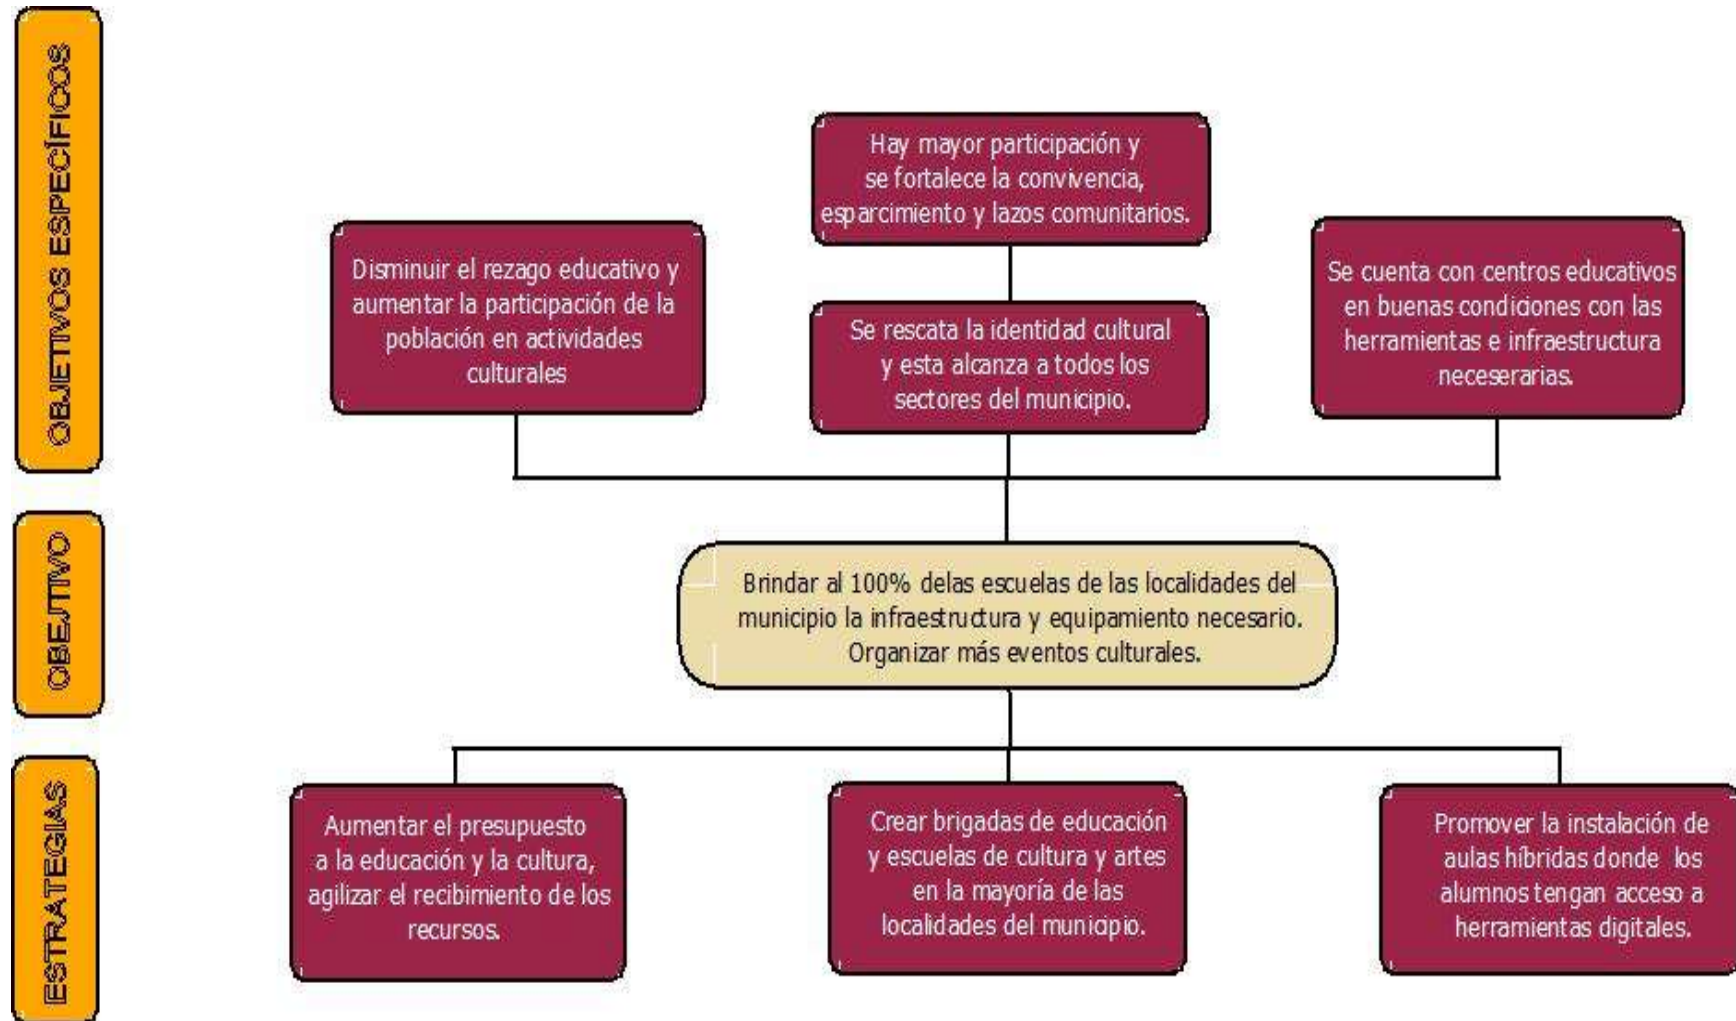 OBJETIVOS ESPECÍFICOS
Hay mayor participación y
se fortalece la convivencia,
esparcimiento y lazos comunitarios.
Disminuir el rezago educativo y
aumentar la participación de la
población en actividades
culturales
Se rescata la identidad cultural
y esta alcanza a todos los
sectores del municipio.
Se cuenta con centros educativos
en buenas condiciones con las
herramientas e infraestructura
neceserarias.
OBEJTIVO
Brindar al 100% delas escuelas de las localidades del
municipio la infraestructura y equipamiento necesario.
Organizar más eventos culturales.
ESTRATEGIAS
Aumentar el presupuesto
a la educación y la cultura,
agilizar el recibimiento de los
recursos.
Crear brigadas de educación
y escuelas de cultura y artes
en la mayoría de las
localidades del municipio.
Promover la instalación de
aulas híbridas donde los
alumnos tengan acceso a
herramientas digitales.